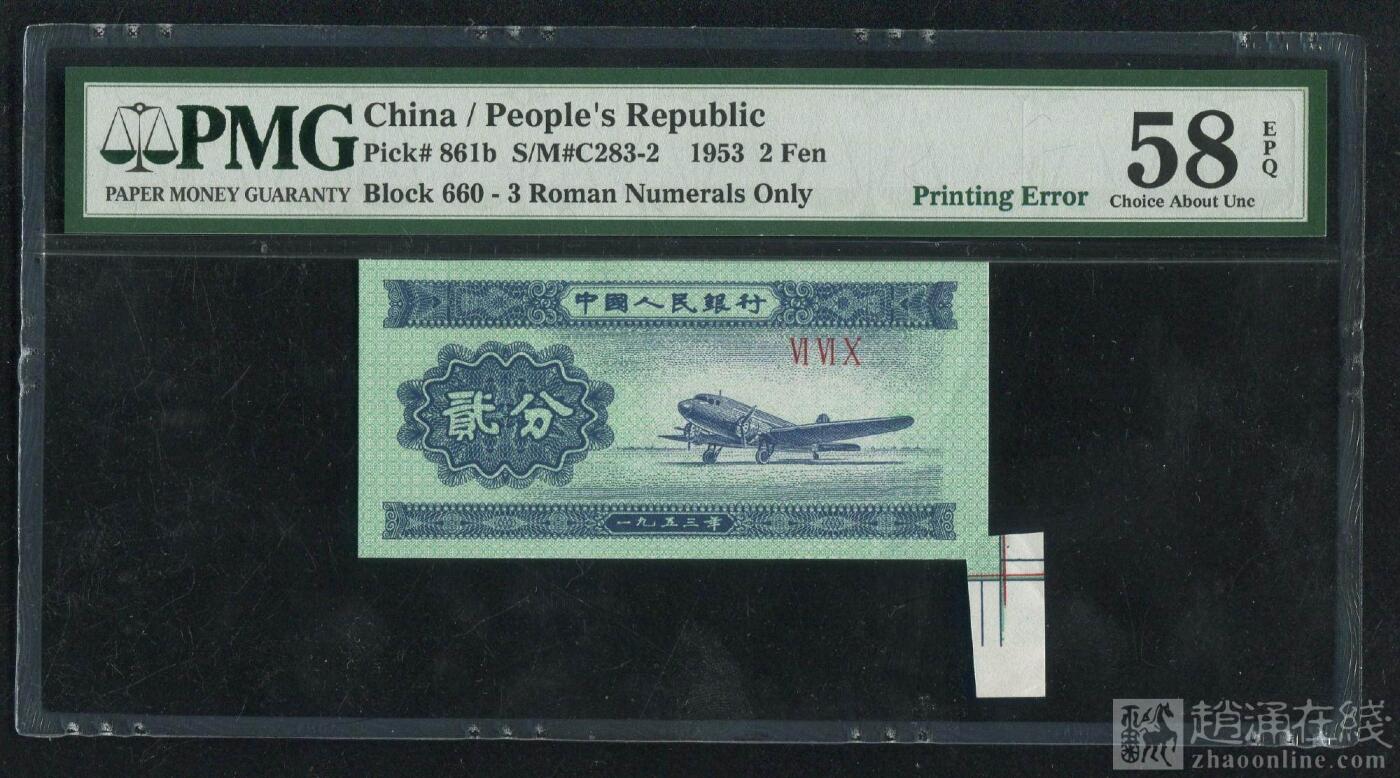 PMG
PAPER MONEY GUARANTY
China / People's Republic
Pick# 861b S/M#C283-2 1953 2 Fen
Block 660 - 3 Roman Numerals Only
Printing Error
58
EPQ
Choice About Unc
中國人民銀行
ⅥⅥⅩ
貳分
一九五三年
趙涌在綫
zhaoonline.com